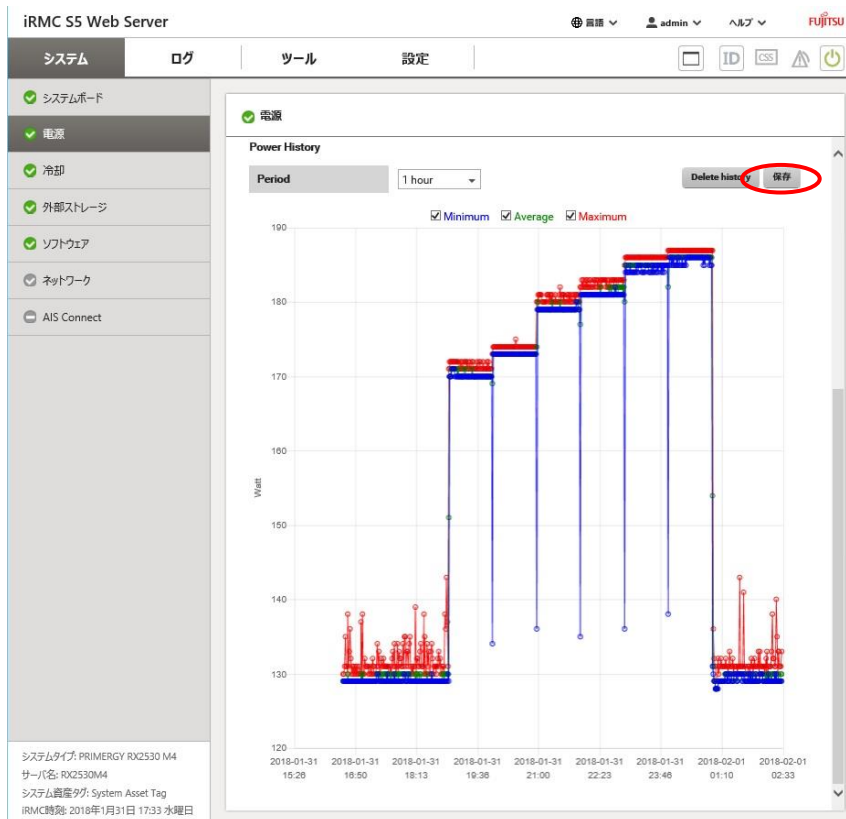 iRMC S5 Web Server
言語
admin
ヘルプ
FUJITSU
システム
ログ
ツール
設定
ID
CSS
システムボード
電源
冷却
外部ストレージ
ソフトウェア
ネットワーク
AIS Connect
電源
Power History
Period
1 hour
Delete history
保存
Minimum
Average
Maximum
190
180
170
160
150
140
130
120
Watt
2018-01-31 2018-01-31 2018-01-31 2018-01-31 2018-01-31 2018-01-31 2018-01-31 2018-02-01 2018-02-01
15:26 16:50 18:13 19:36 21:00 22:23 23:46 01:10 02:33
システムタイプ: PRIMERGY RX2530 M4
サーバ名: RX2530M4
システム資産タグ: System Asset Tag
iRMC時刻: 2018年1月31日 17:33 水曜日